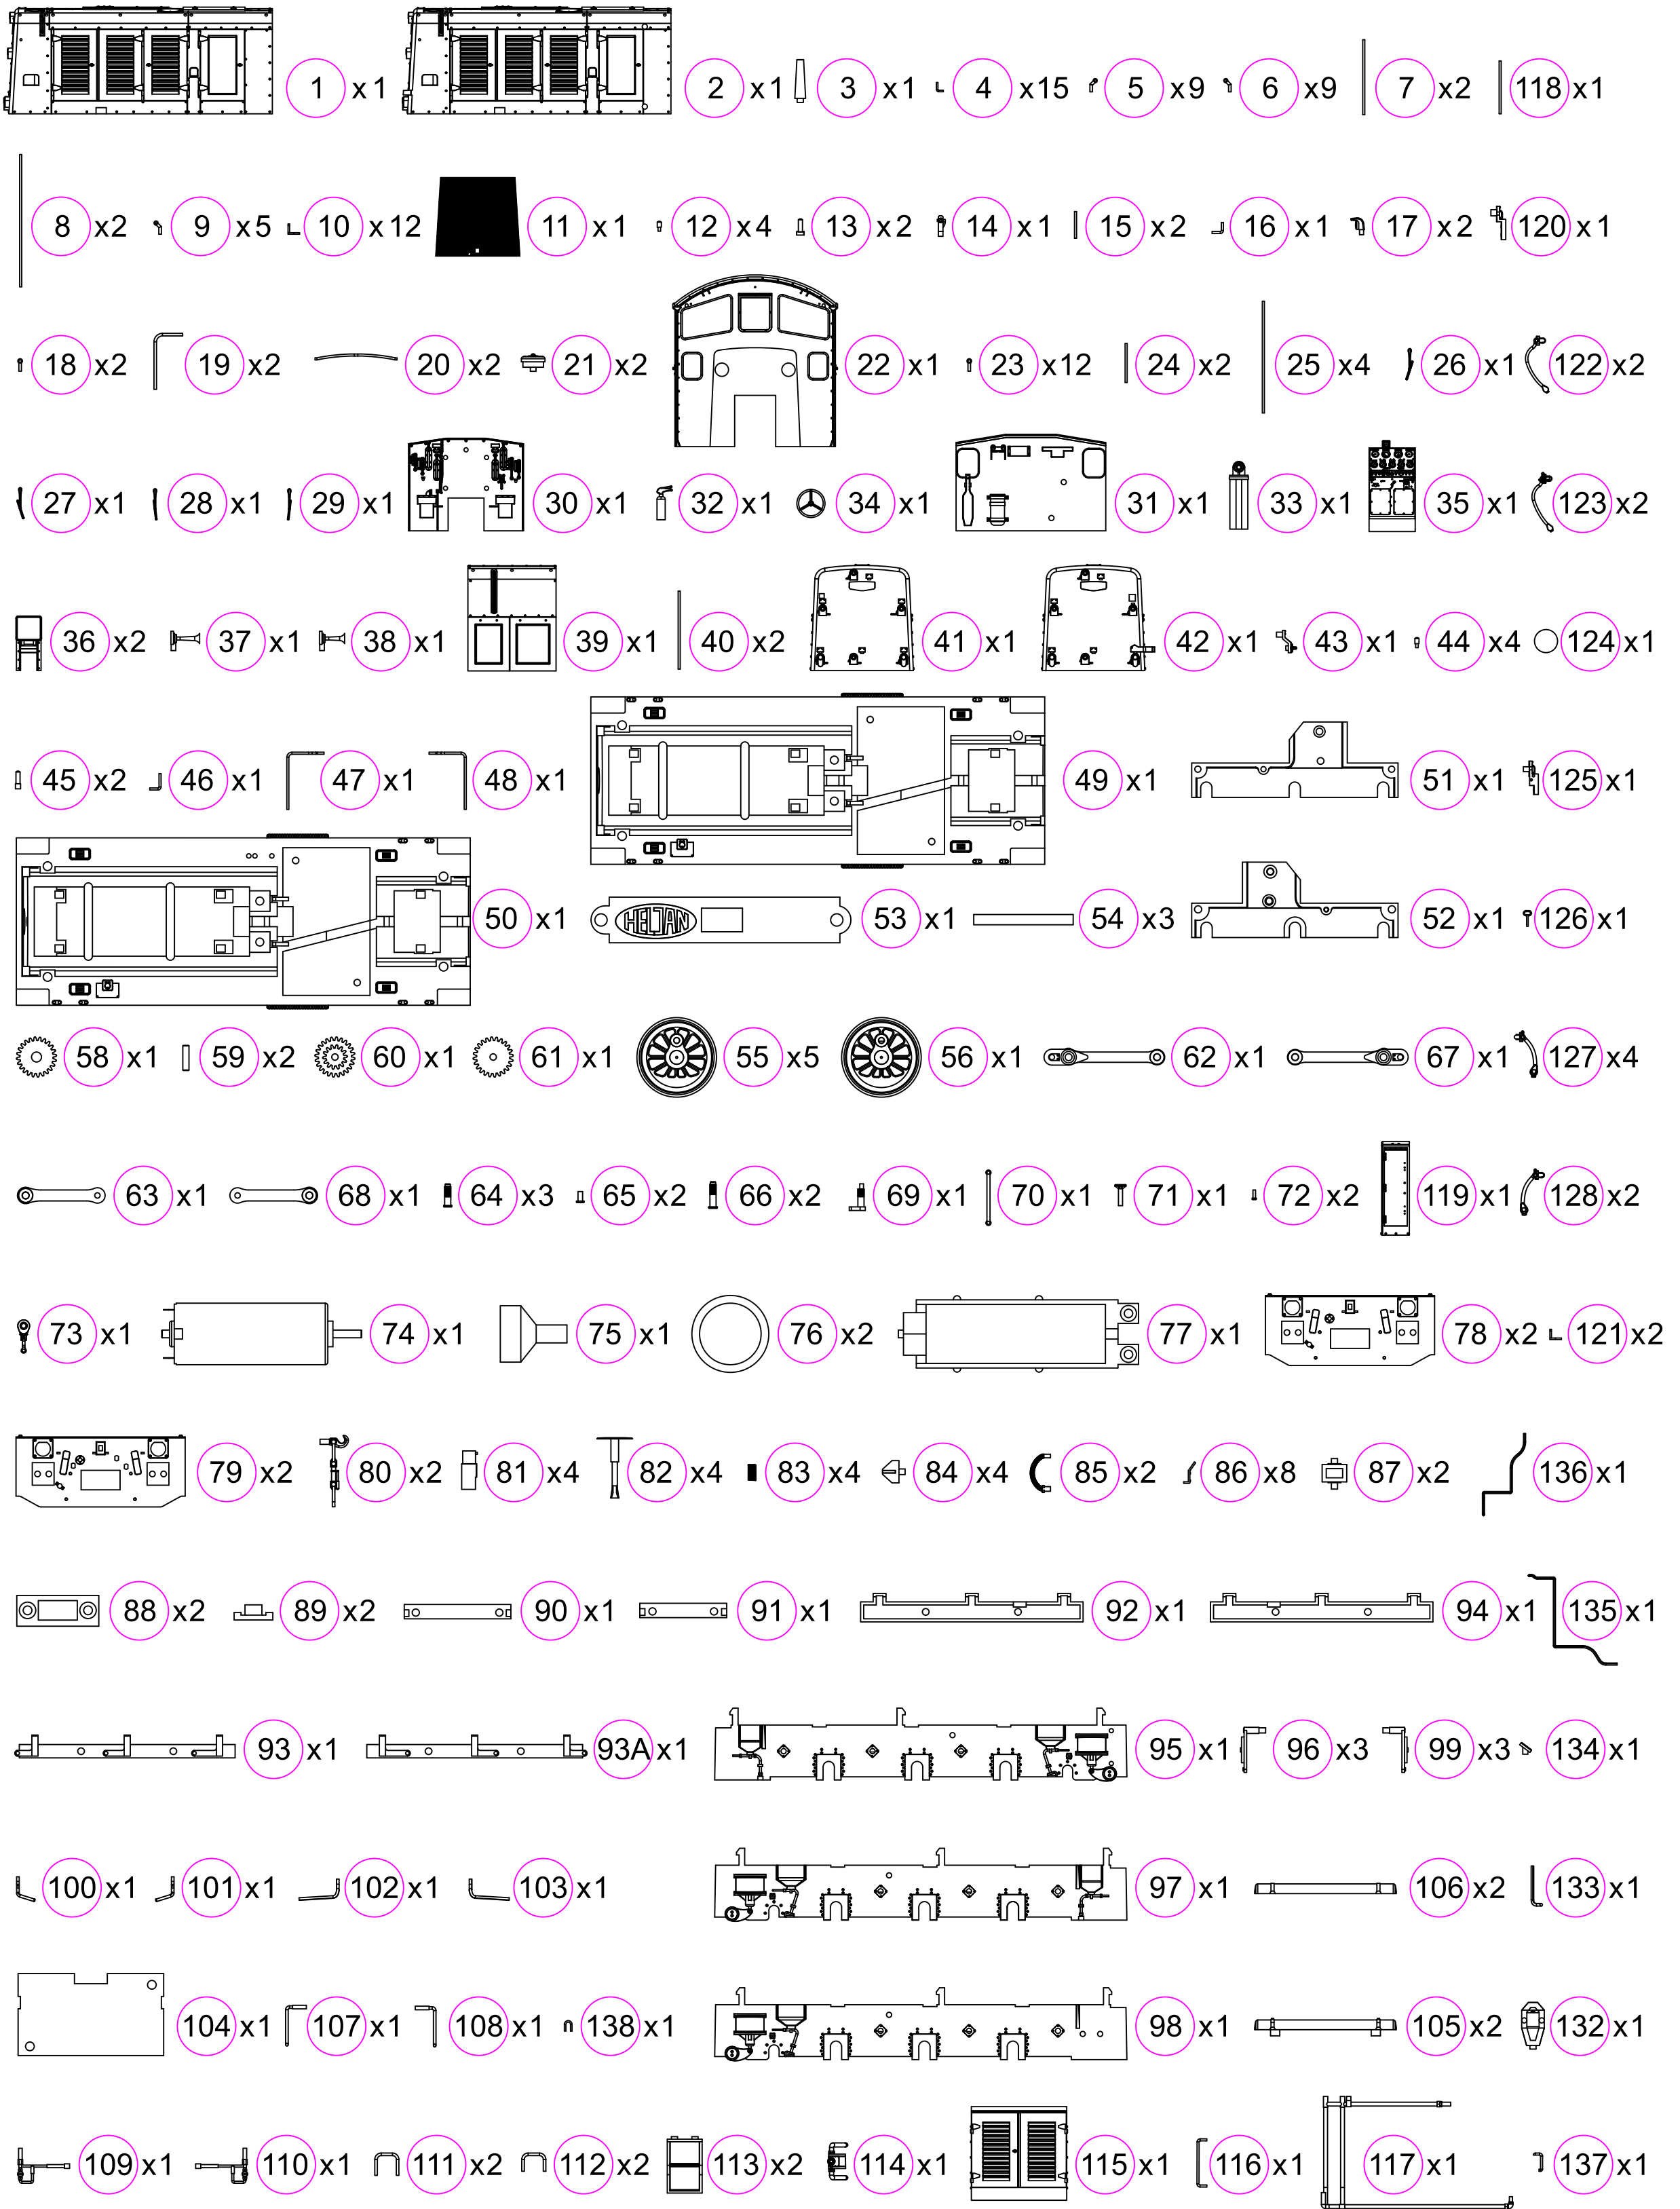 1 x1 2 x1 3 x1 4 x15 5 x9 6 x9 7 x2 118 x1
8 x2 9 x5 10 x12 11 x1 12 x4 13 x2 14 x1 15 x2 16 x1 17 x2 120 x1
18 x2 19 x2 20 x2 21 x2 22 x1 23 x12 24 x2 25 x4 26 x1 122 x2
27 x1 28 x1 29 x1 30 x1 32 x1 34 x1 31 x1 33 x1 35 x1 123 x2
36 x2 37 x1 38 x1 39 x1 40 x2 41 x1 42 x1 43 x1 44 x4 124 x1
45 x2 46 x1 47 x1 48 x1 49 x1 51 x1 125 x1
50 x1 HELJAN 53 x1 54 x3 52 x1 126 x1
58 x1 59 x2 60 x1 61 x1 55 x5 56 x1 62 x1 67 x1 127 x4
63 x1 68 x1 64 x3 65 x2 66 x2 69 x1 70 x1 71 x1 72 x2 119 x1 128 x2
73 x1 74 x1 75 x1 76 x2 77 x1 78 x2 121 x2
79 x2 80 x2 81 x4 82 x4 83 x4 84 x4 85 x2 86 x8 87 x2 136 x1
88 x2 89 x2 90 x1 91 x1 92 x1 94 x1 135 x1
93 x1 93A x1 95 x1 96 x3 99 x3 134 x1
100 x1 101 x1 102 x1 103 x1 97 x1 106 x2 133 x1
104 x1 107 x1 108 x1 138 x1 98 x1 105 x2 132 x1
109 x1 110 x1 111 x2 112 x2 113 x2 114 x1 115 x1 116 x1 117 x1 137 x1